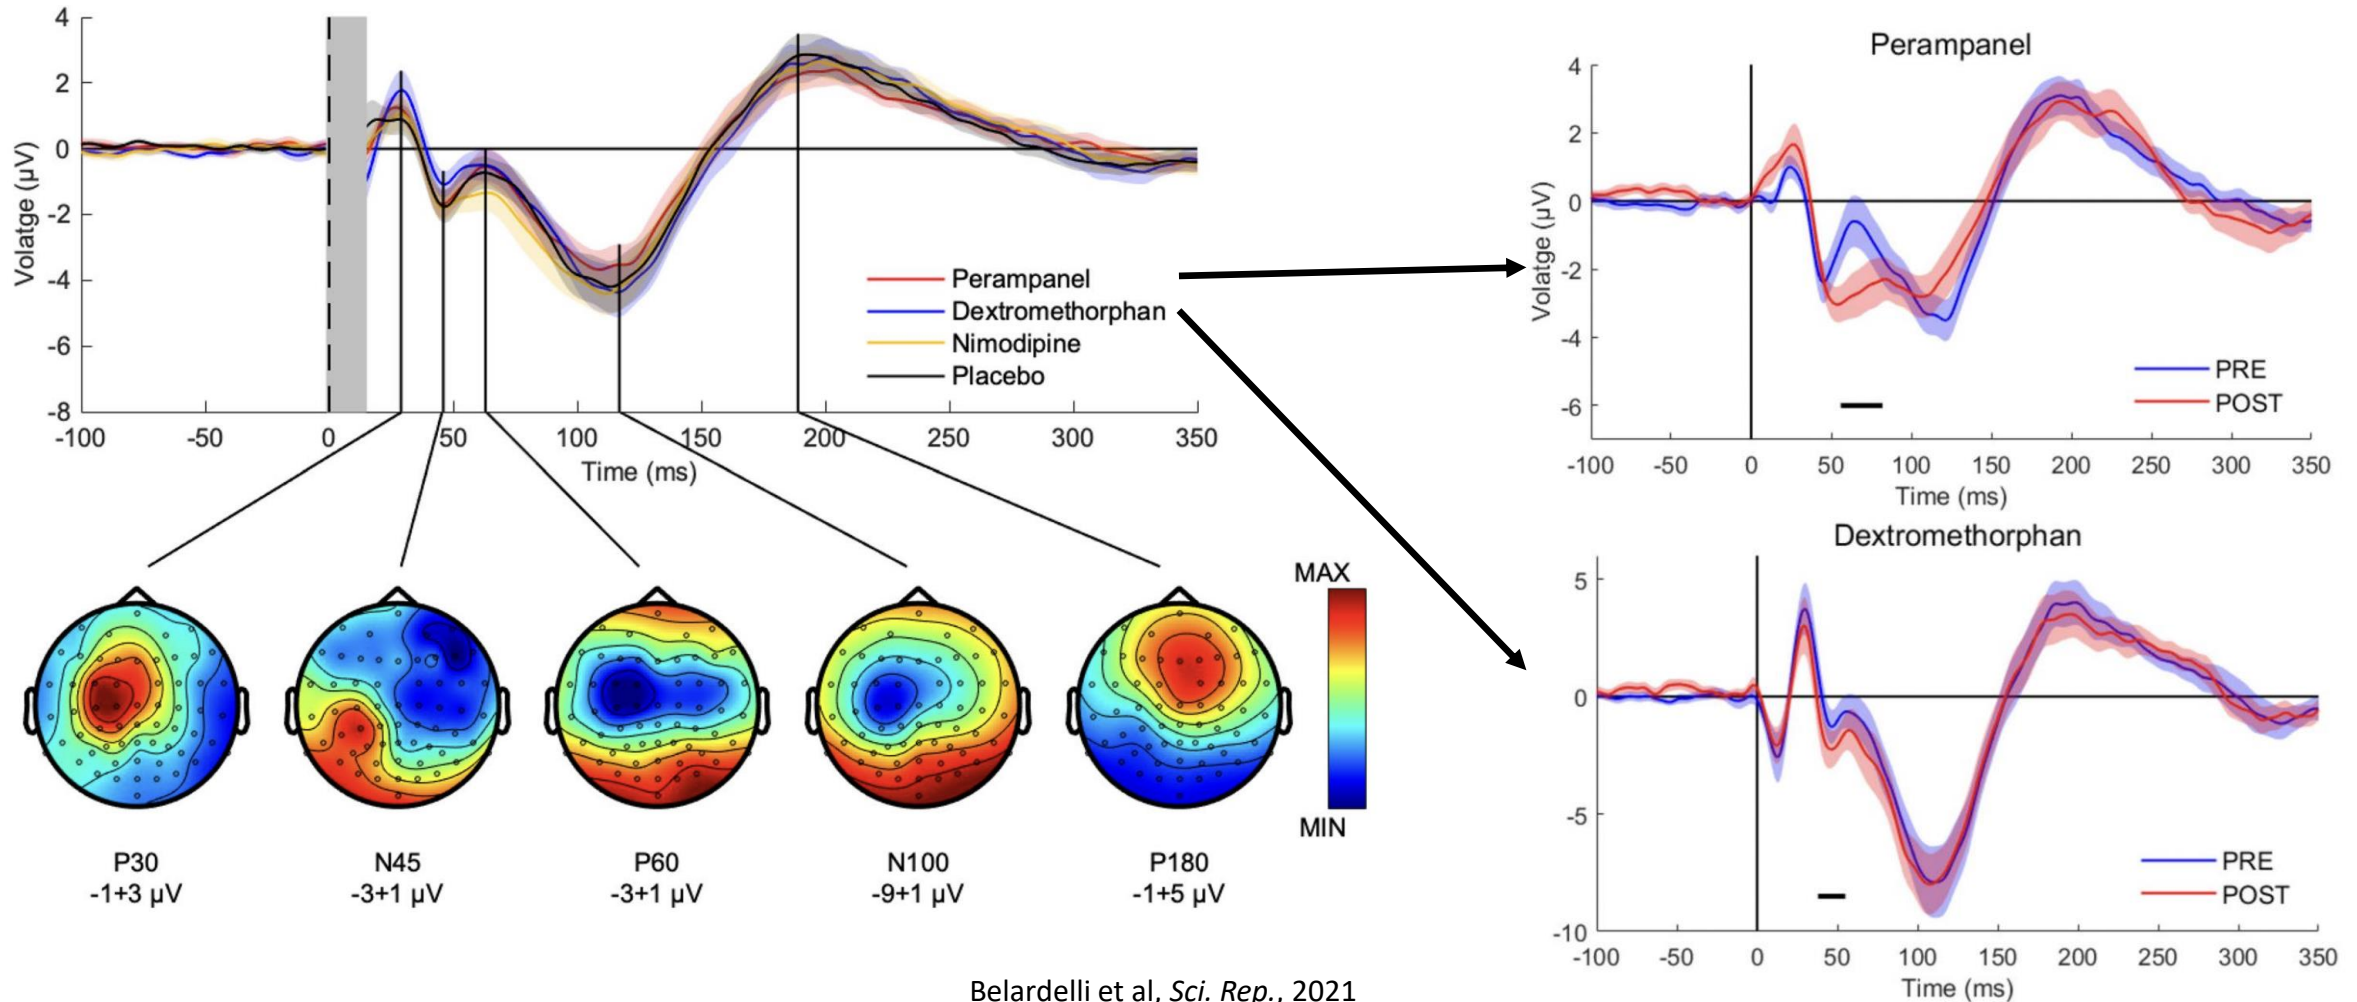 4
2
0
-2
-4
-6
-8
Volatge (µV)
Perampanel
Dextromethorphan
Nimodipine
Placebo
-100 -50 0 50 100 150 200 250 300 350
Time (ms)
MAX
MIN
P30 N45 P60 N100 P180
-1+3 µV -3+1 µV -3+1 µV -9+1 µV -1+5 µV
Perampanel
4
2
0
-2
-4
-6
Volatge (µV)
PRE
POST
-100 -50 0 50 100 150 200 250 300 350
Time (ms)
Dextromethorphan
5
0
-5
-10
PRE
POST
-100 -50 0 50 100 150 200 250 300 350
Time (ms)
Belardelli et al, Sci. Rep., 2021